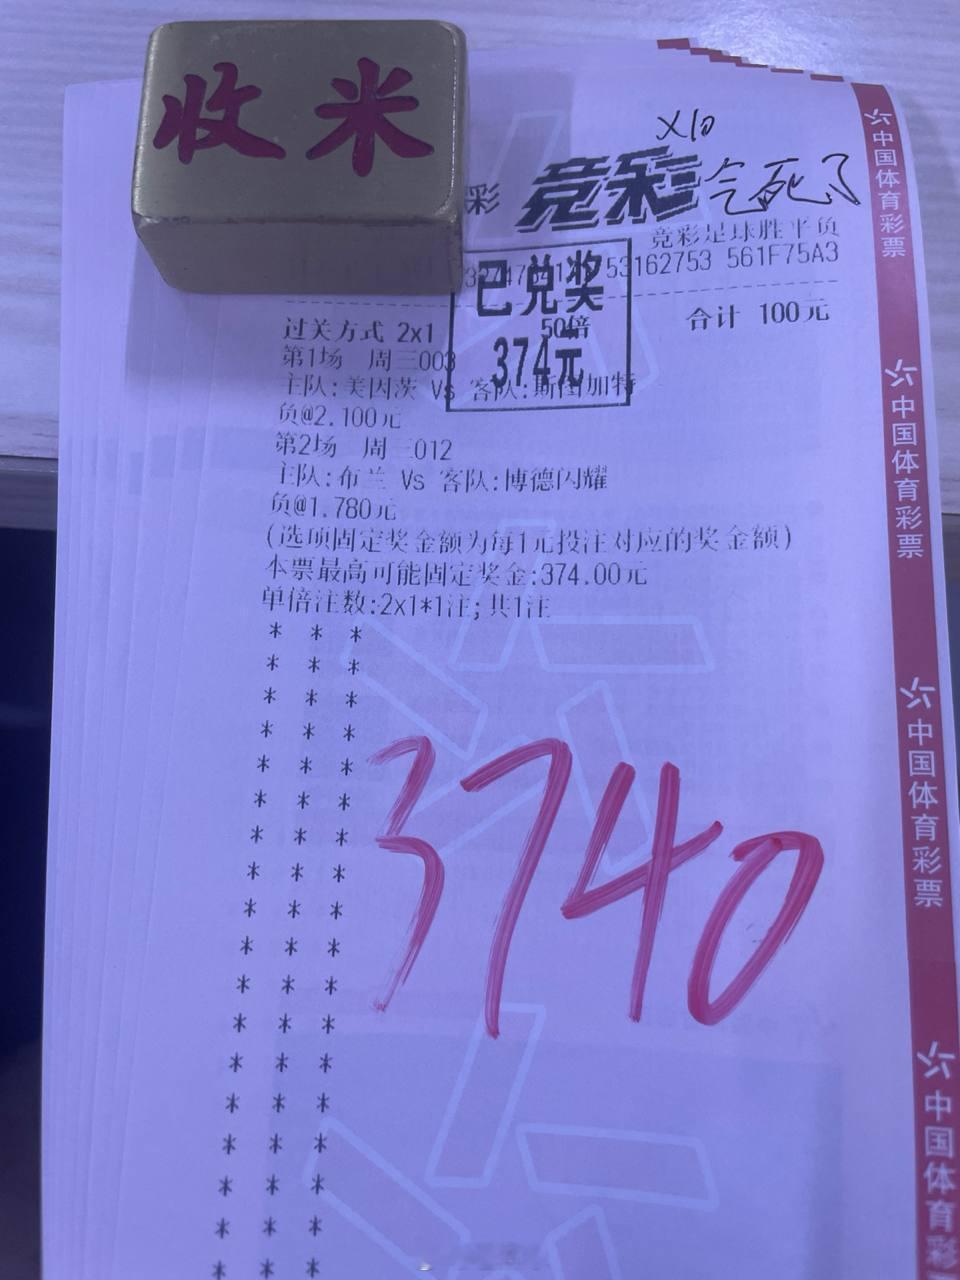 收米
X10
彩 竞彩 气死了
竞彩足球胜平负
53162753 561F75A3
已兑奖
374元
过关方式 2x1 50倍 合计 100元
第1场 周三003
主队:美因茨 Vs 客队:斯图加特
负@2.100元
第2场 周三012
主队:布兰 Vs 客队:博德闪耀
负@1.780元
(选项固定奖金额为每1元投注对应的奖金额)
本票最高可能固定奖金:374.00元
单倍注数:2x1*1注;共1注
3740
中国体育彩票
中国体育彩票
中国体育彩票
中国体育彩